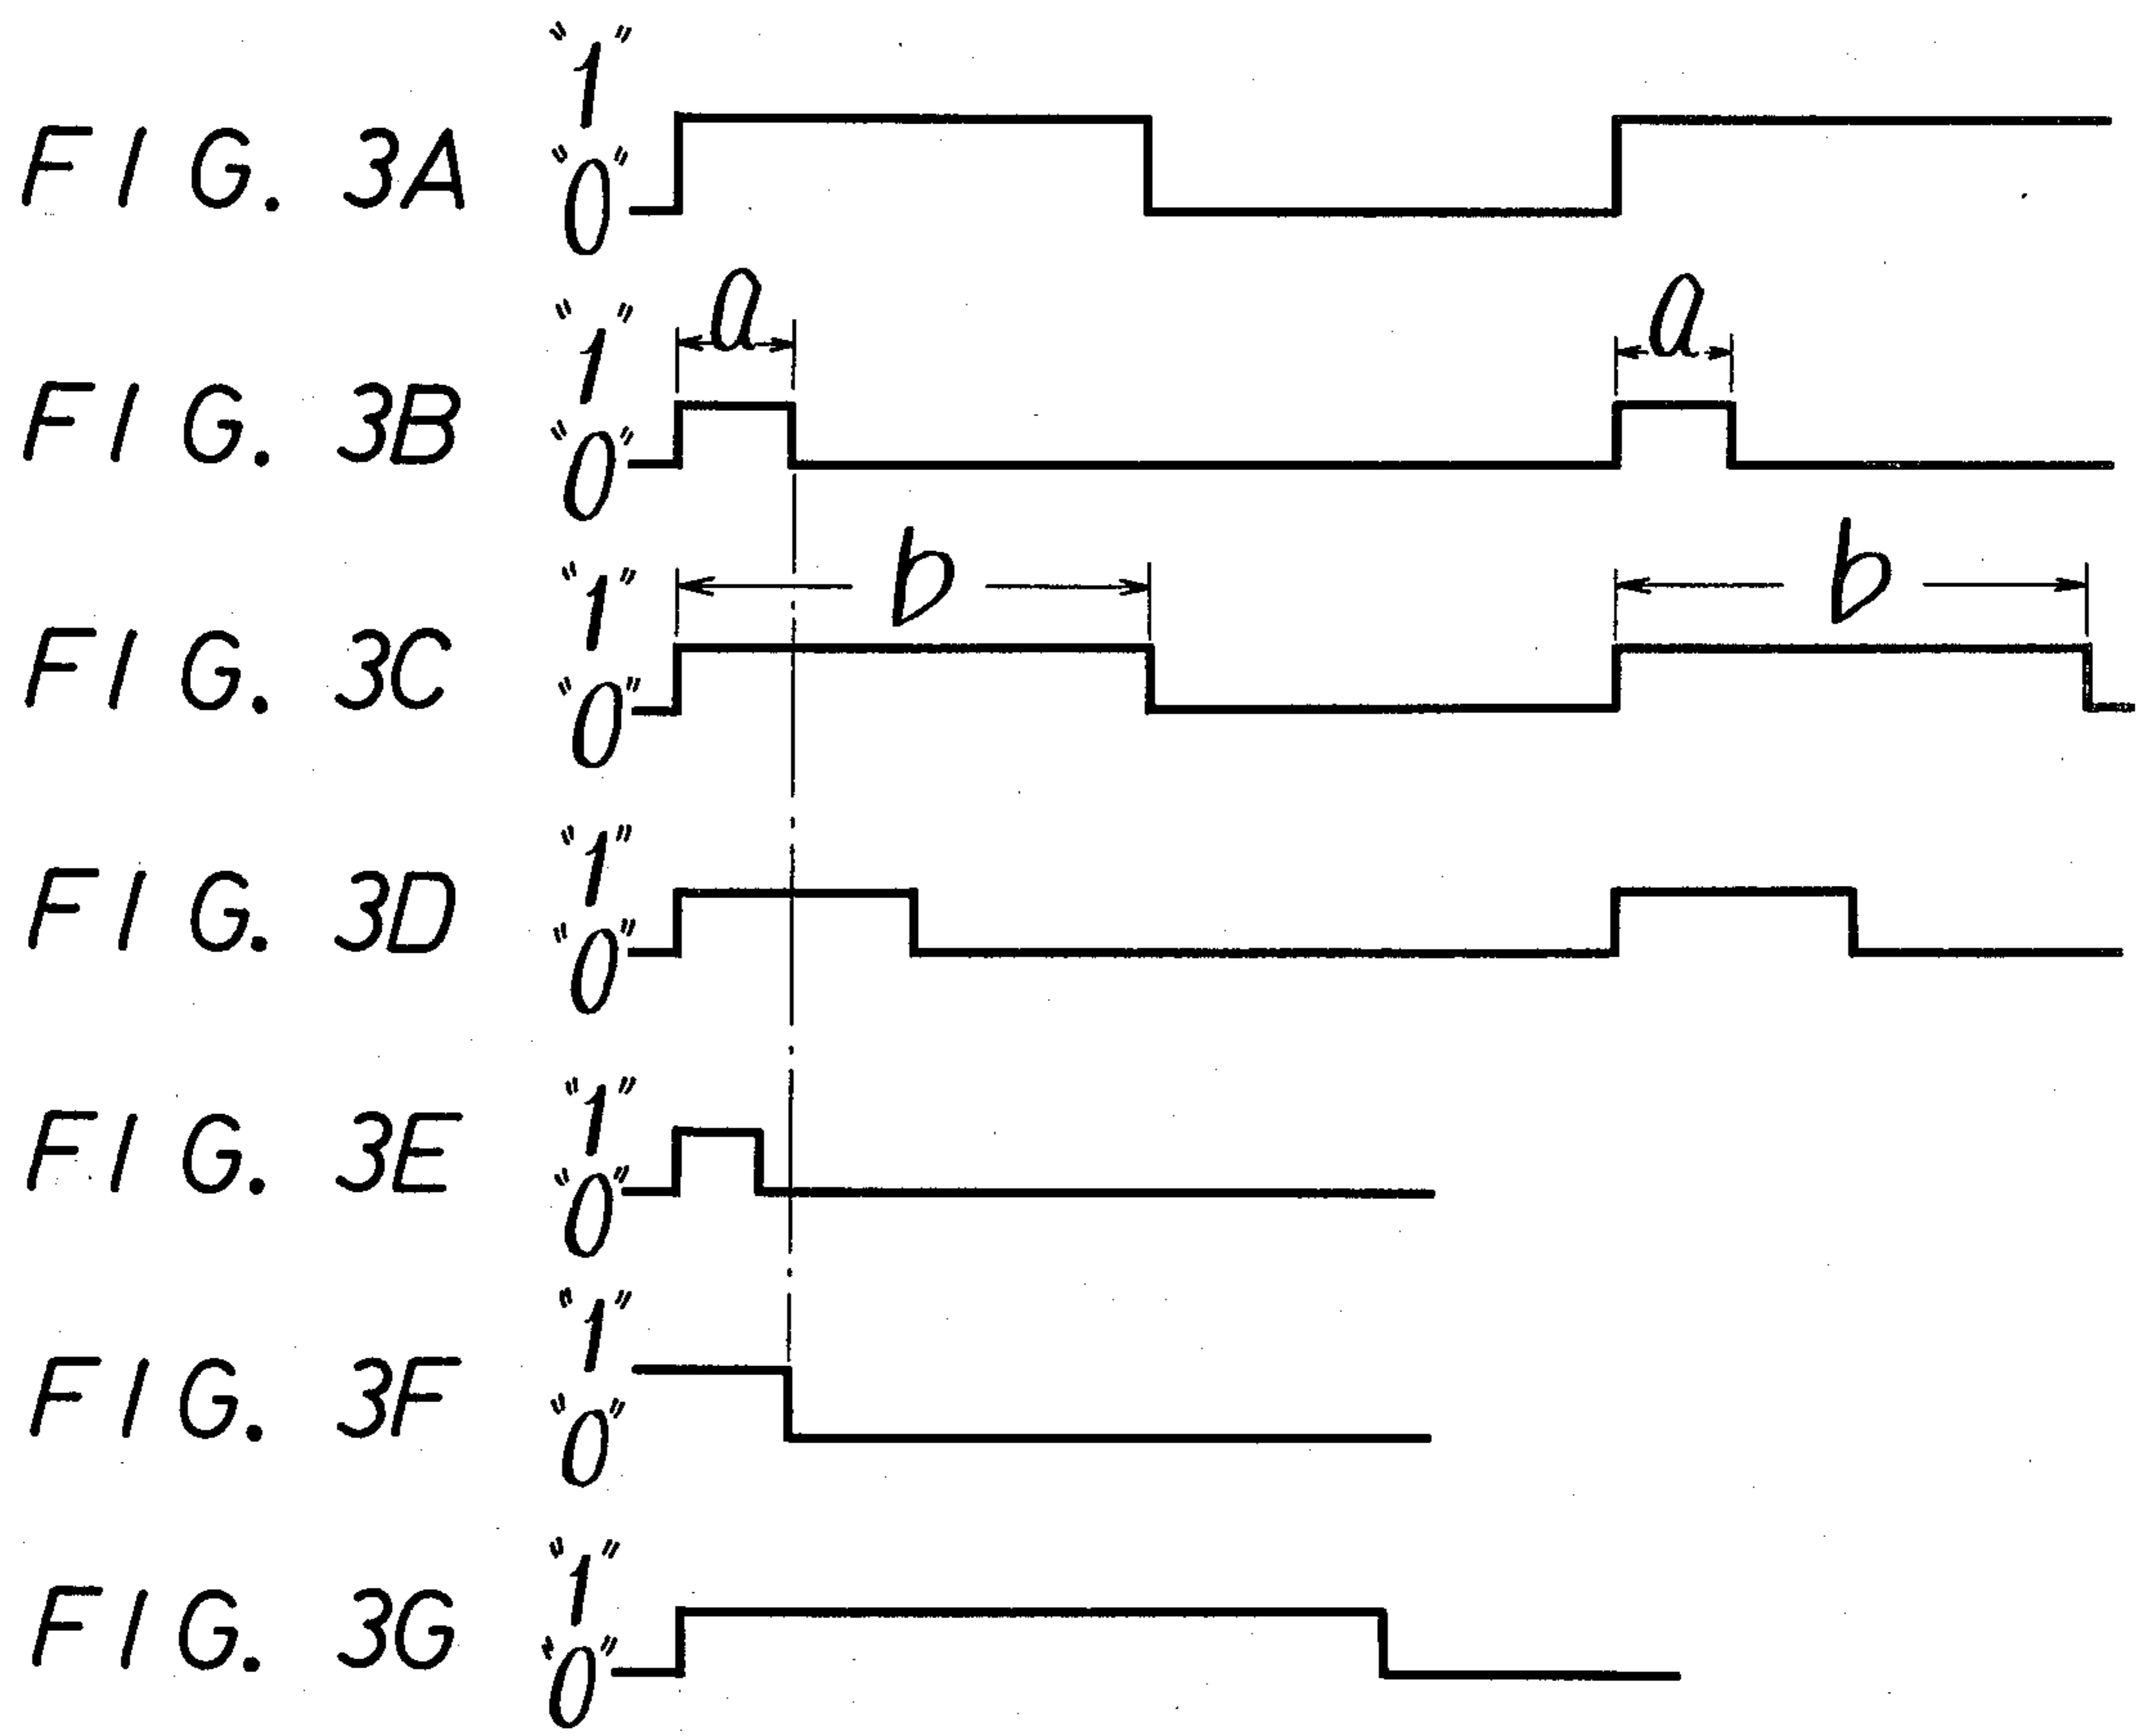 FIG. 3A "1" "0"
FIG. 3B "1" "0" a a
FIG. 3C "1" "0" b b
FIG. 3D "1" "0"
FIG. 3E "1" "0"
FIG. 3F "1" "0"
FIG. 3G "1" "0"